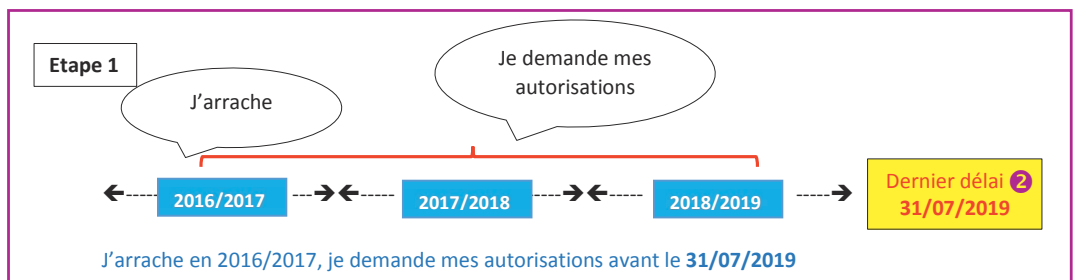 Etape 1
J'arrache
Je demande mes
autorisations
2016/2017
2017/2018
2018/2019
Dernier délai ❷
31/07/2019
J'arrache en 2016/2017, je demande mes autorisations avant le 31/07/2019